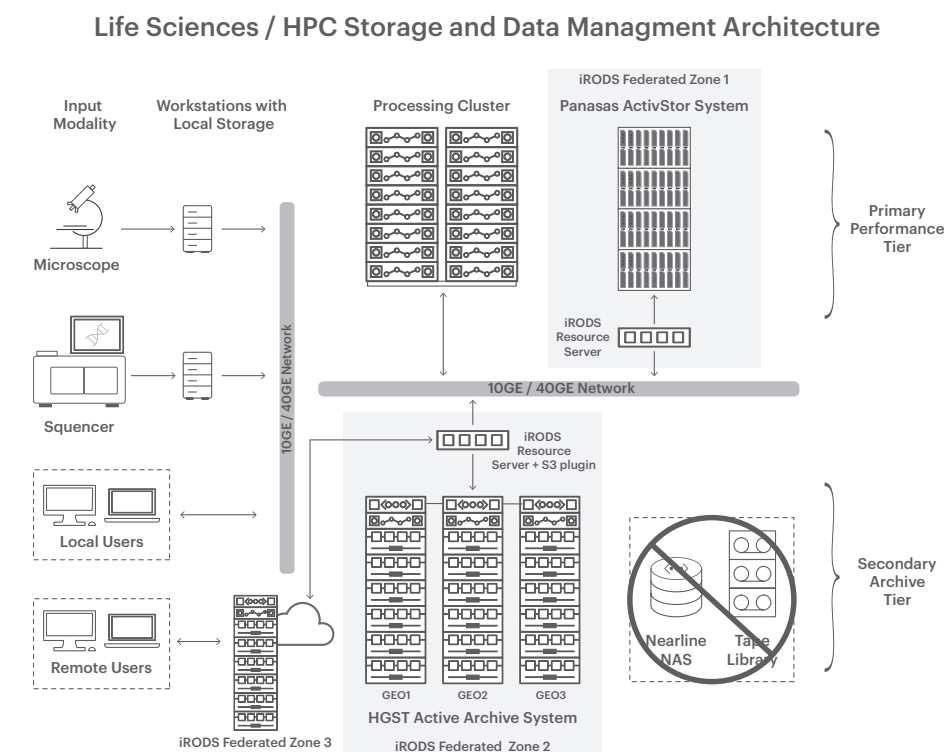 Life Sciences / HPC Storage and Data Managment Architecture
Input
Modality
Workstations with
Local Storage
Processing Cluster
iRODS Federated Zone 1
Panasas ActivStor System
Primary
Performance
Tier
Microscope
iRODS
Resource
Server
10GE / 40GE Network
10GE / 40GE Network
Squencer
iRODS
Resource
Server + S3 plugin
Local Users
Secondary
Archive
Tier
Remote Users
Nearline
NAS
Tape
Library
GEO1
GEO2
GEO3
HGST Active Archive System
iRODS Federated Zone 3
iRODS Federated Zone 2